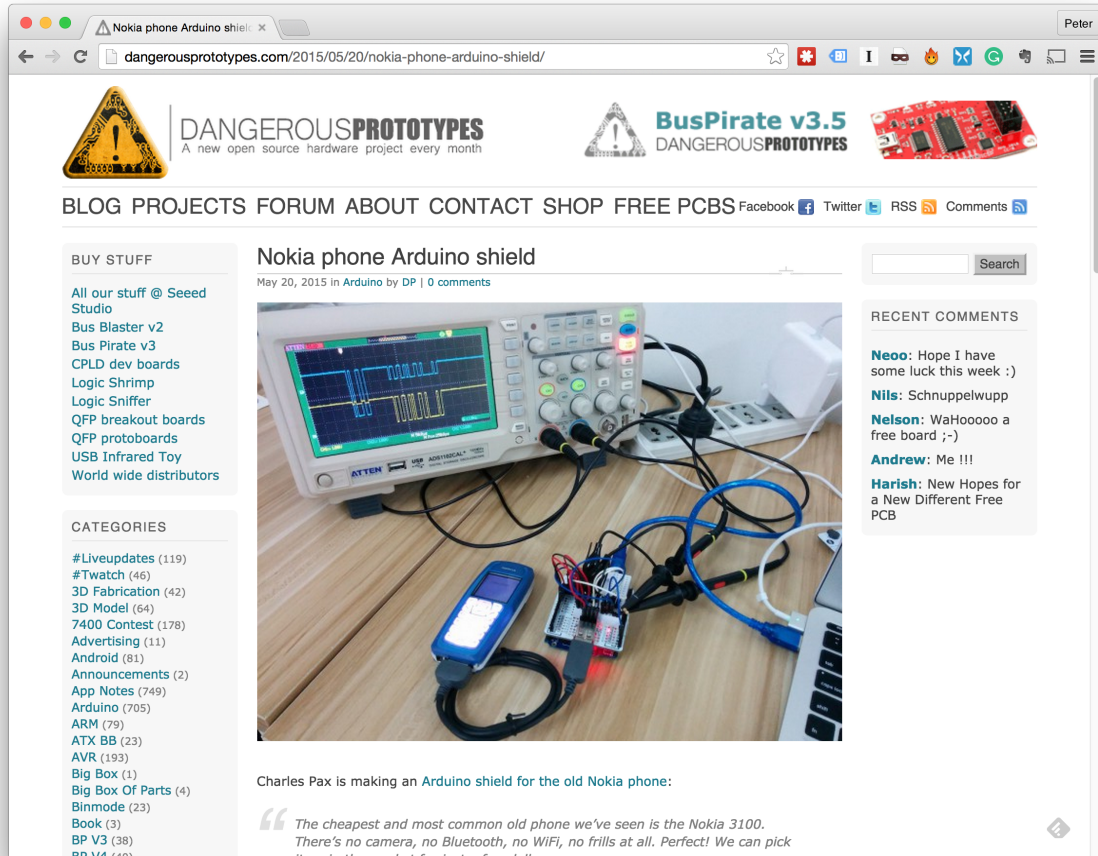 Nokia phone Arduino shiel
Peter
dangerousprototypes.com/2015/05/20/nokia-phone-arduino-shield/
DANGEROUSPROTOTYPES
A new open source hardware project every month
BusPirate v3.5
DANGEROUSPROTOTYPES
BLOG PROJECTS FORUM ABOUT CONTACT SHOP FREE PCBS Facebook Twitter RSS Comments
BUY STUFF
All our stuff @ Seeed
Studio
Bus Blaster v2
Bus Pirate v3
CPLD dev boards
Logic Shrimp
Logic Sniffer
QFP breakout boards
QFP protoboards
USB Infrared Toy
World wide distributors
CATEGORIES
#Liveupdates (119)
#Twatch (46)
3D Fabrication (42)
3D Model (64)
7400 Contest (178)
Advertising (11)
Android (81)
Announcements (2)
App Notes (749)
Arduino (705)
ARM (79)
ATX BB (23)
AVR (193)
Big Box (1)
Big Box Of Parts (4)
Binmode (23)
Book (3)
BP V3 (38)
BP V4 (49)
Nokia phone Arduino shield
May 20, 2015 in Arduino by DP | 0 comments
ATTEN
ATTEN
USB
ADS1102CAL+
Charles Pax is making an Arduino shield for the old Nokia phone:
The cheapest and most common old phone we've seen is the Nokia 3100.
There's no camera, no Bluetooth, no WiFi, no frills at all. Perfect! We can pick
Search
RECENT COMMENTS
Neoo: Hope I have
some luck this week :)
Nils: Schnuppelwupp
Nelson: WaHooooo a
free board ;-)
Andrew: Me !!!
Harish: New Hopes for
a New Different Free
PCB